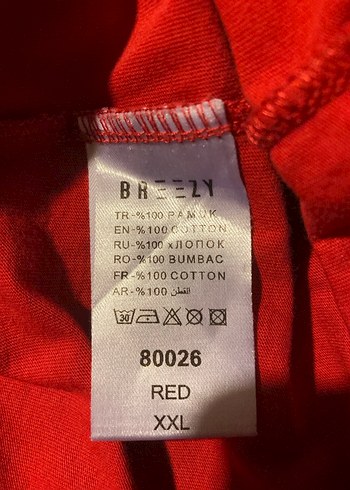 BREEZY
TR-%100 PAMUK
EN-%100 COTTON
RU-%100 хЛОПОК
RO-%100 BUMBAC
FR-%100 COTTON
AR-%100 القطن
30
80026
RED
XXL